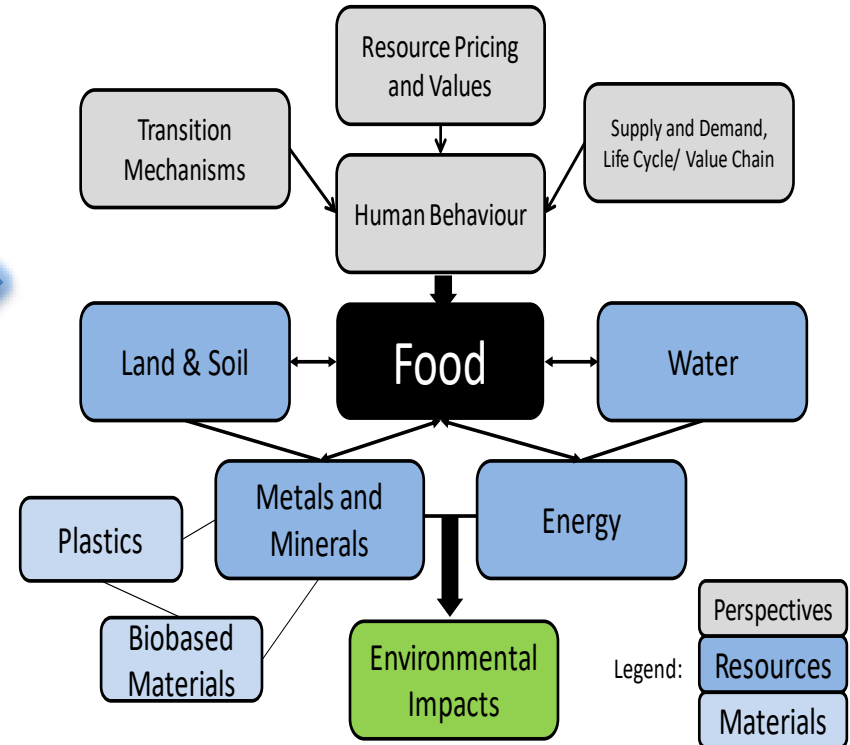 Resource Pricing
and Values
Transition
Mechanisms
Supply and Demand,
Life Cycle/ Value Chain
Human Behaviour
Land & Soil
Food
Water
Metals and
Minerals
Energy
Plastics
Biobased
Materials
Environmental
Impacts
Legend:
Perspectives
Resources
Materials